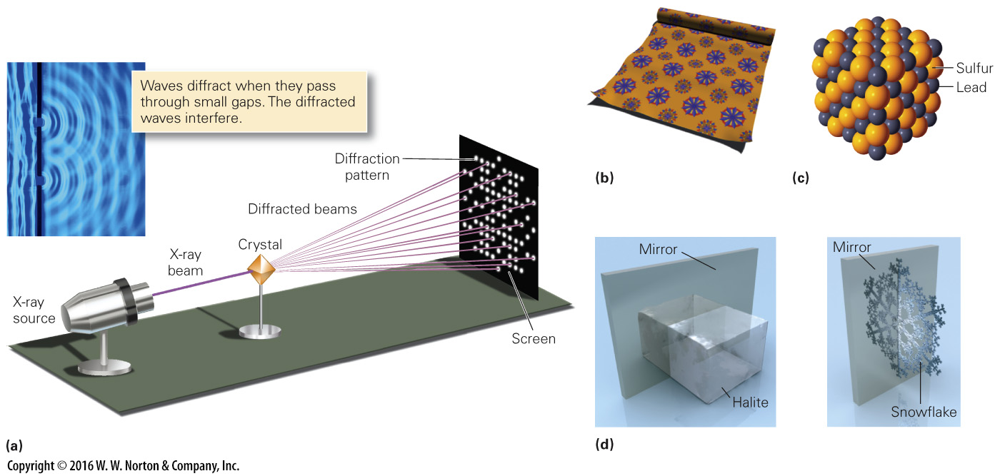 Waves diffract when they pass
through small gaps. The diffracted
waves interfere.
Diffraction
pattern
Diffracted beams
Crystal
X-ray
beam
X-ray
source
Screen
(a)
(b)
Sulfur
Lead
(c)
Mirror
Halite
Mirror
Snowflake
(d)
Copyright © 2016 W. W. Norton & Company, Inc.